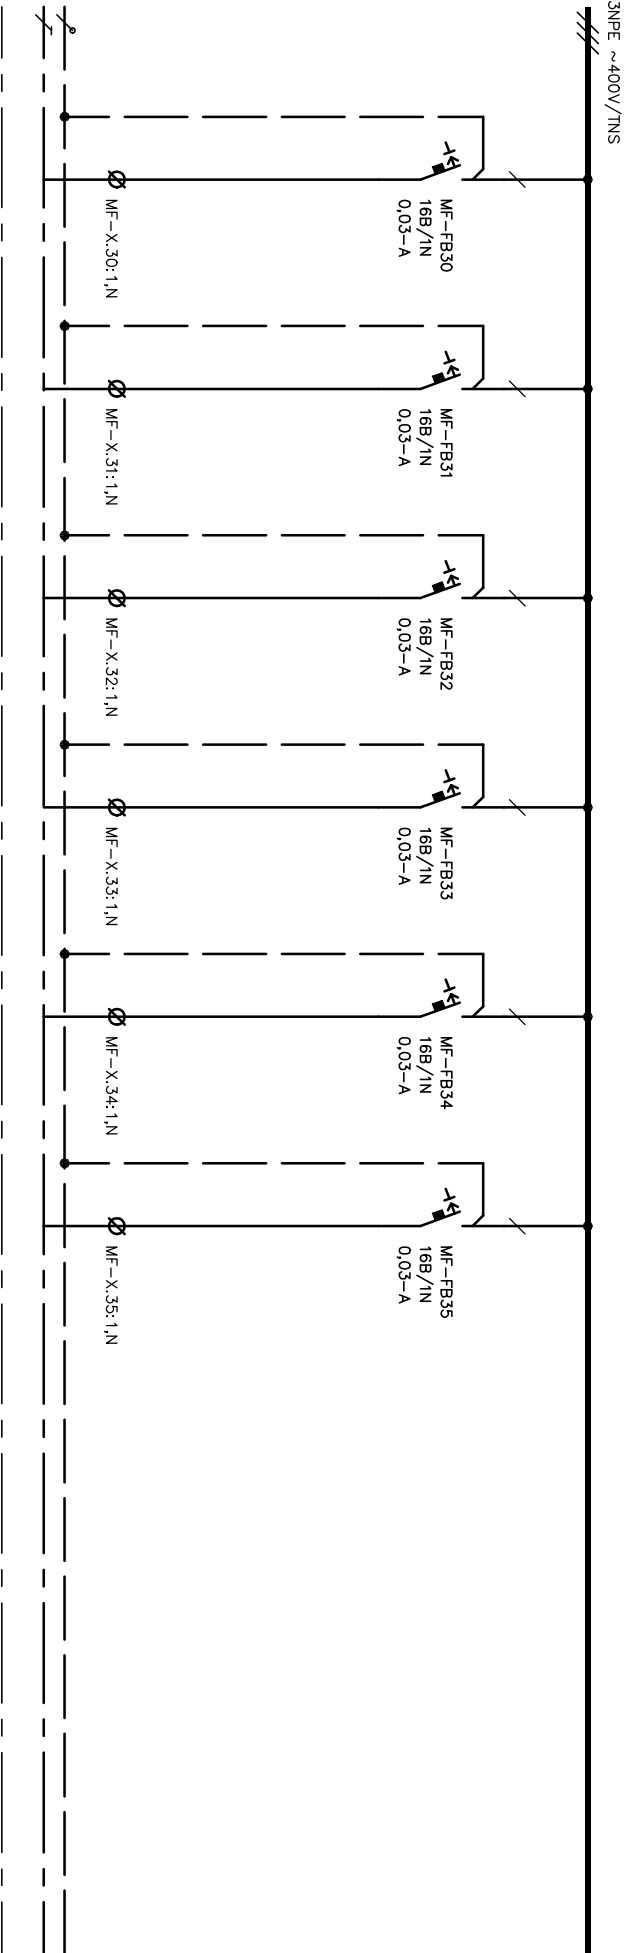 3NPE ~400V/TNS
MF-FB30
16B/1N
0,03-A
MF-X.30:1,N
MF-FB31
16B/1N
0,03-A
MF-X.31:1,N
MF-FB32
16B/1N
0,03-A
MF-X.32:1,N
MF-FB33
16B/1N
0,03-A
MF-X.33:1,N
MF-FB34
16B/1N
0,03-A
MF-X.34:1,N
MF-FB35
16B/1N
0,03-A
MF-X.35:1,N